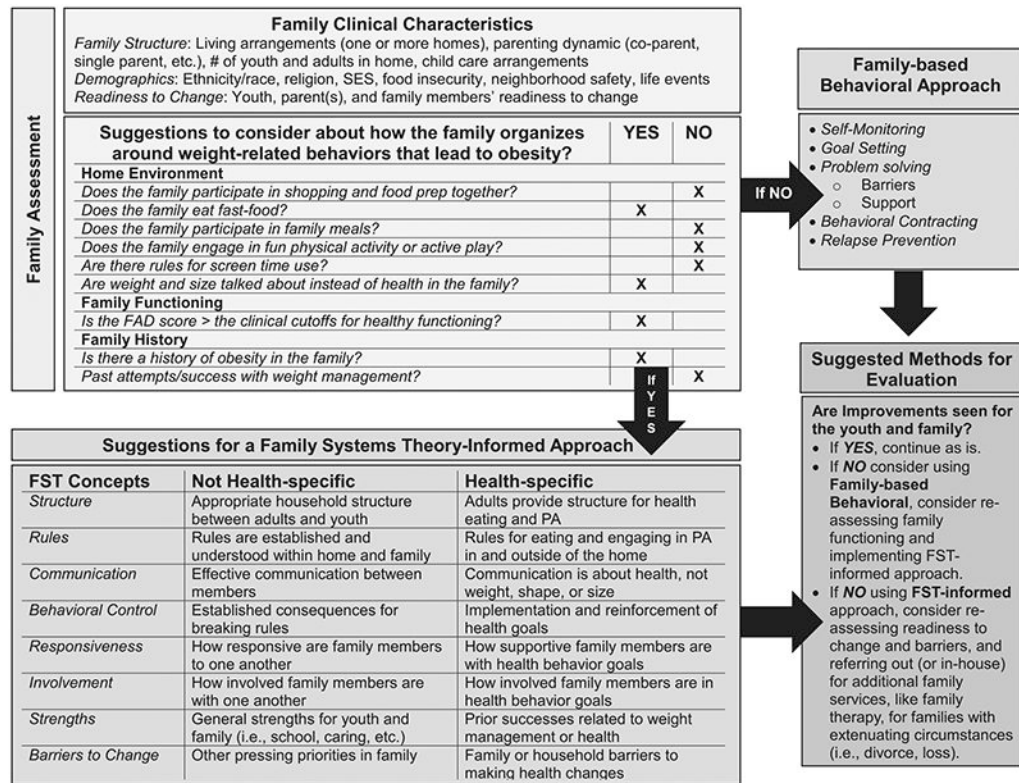 Family Assessment
Family Clinical Characteristics
Family Structure: Living arrangements (one or more homes), parenting dynamic (co-parent,
single parent, etc.), # of youth and adults in home, child care arrangements
Demographics: Ethnicity/race, religion, SES, food insecurity, neighborhood safety, life events
Readiness to Change: Youth, parent(s), and family members' readiness to change
Suggestions to consider about how the family organizes YES NO
around weight-related behaviors that lead to obesity?
Home Environment
Does the family participate in shopping and food prep together? X
Does the family eat fast-food? X
Does the family participate in family meals? X
Does the family engage in fun physical activity or active play? X
Are there rules for screen time use? X
Are weight and size talked about instead of health in the family? X
Family Functioning
Is the FAD score > the clinical cutoffs for healthy functioning? X
Family History
Is there a history of obesity in the family? X
Past attempts/success with weight management? X
If NO
If YES
Family-based
Behavioral Approach
• Self-Monitoring
• Goal Setting
• Problem solving
o Barriers
o Support
• Behavioral Contracting
• Relapse Prevention
Suggestions for a Family Systems Theory-Informed Approach
FST Concepts Not Health-specific Health-specific
Structure Appropriate household structure Adults provide structure for health
between adults and youth eating and PA
Rules Rules are established and Rules for eating and engaging in PA
understood within home and family in and outside of the home
Communication Effective communication between Communication is about health, not
members weight, shape, or size
Behavioral Control Established consequences for Implementation and reinforcement of
breaking rules health goals
Responsiveness How responsive are family members How supportive family members are
to one another with health behavior goals
Involvement How involved family members are How involved family members are in
with one another health behavior goals
Strengths General strengths for youth and Prior successes related to weight
family (i.e., school, caring, etc.) management or health
Barriers to Change Other pressing priorities in family Family or household barriers to
making health changes
Suggested Methods for
Evaluation
Are Improvements seen for
the youth and family?
• If YES, continue as is.
• If NO consider using
Family-based
Behavioral, consider re-
assessing family
functioning and
implementing FST-
informed approach.
• If NO using FST-informed
approach, consider re-
assessing readiness to
change and barriers, and
referring out (or in-house)
for additional family
services, like family
therapy, for families with
extenuating circumstances
(i.e., divorce, loss).